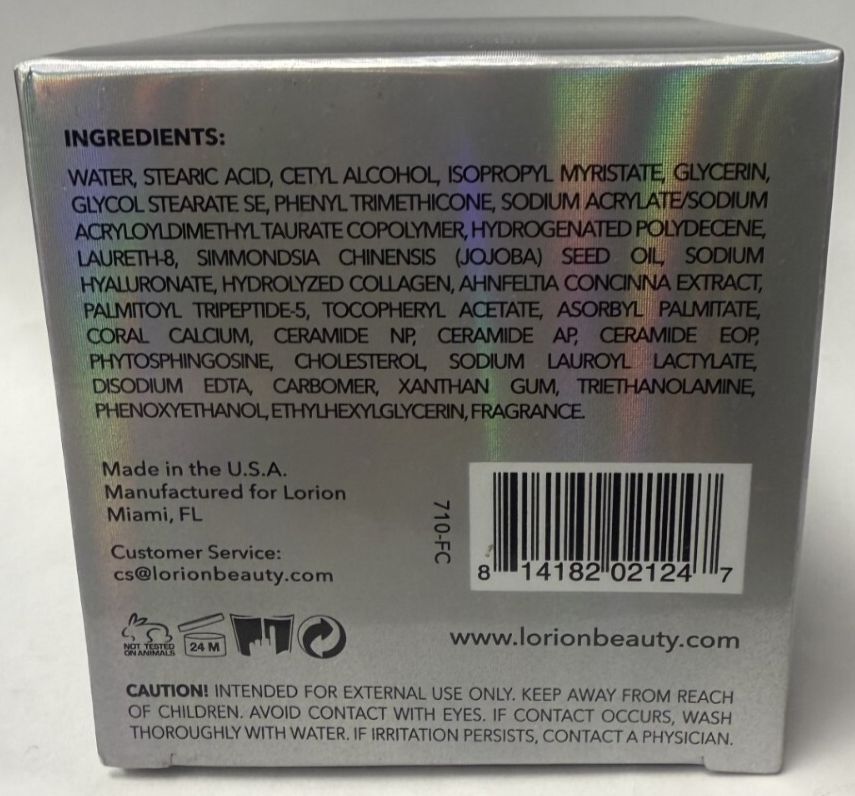 INGREDIENTS:
WATER, STEARIC ACID, CETYL ALCOHOL, ISOPROPYL MYRISTATE, GLYCERIN,
GLYCOL STEARATE SE, PHENYL TRIMETHICONE, SODIUM ACRYLATE/SODIUM
ACRYLOYLDIMETHYL TAURATE COPOLYMER, HYDROGENATED POLYDECENE,
LAURETH-8, SIMMONDSIA CHINENSIS (JOJOBA) SEED OIL, SODIUM
HYALURONATE, HYDROLYZED COLLAGEN, AHNFELTIA CONCINNA EXTRACT,
PALMITOYL TRIPEPTIDE-5, TOCOPHERYL ACETATE, ASORBYL PALMITATE,
CORAL CALCIUM, CERAMIDE NP, CERAMIDE AP, CERAMIDE EOP,
PHYTOSPHINGOSINE, CHOLESTEROL, SODIUM LAUROYL LACTYLATE,
DISODIUM EDTA, CARBOMER, XANTHAN GUM, TRIETHANOLAMINE,
PHENOXYETHANOL, ETHYLHEXYLGLYCERIN, FRAGRANCE.
Made in the U.S.A.
Manufactured for Lorion
Miami, FL
Customer Service:
cs@lorionbeauty.com
710-FC
8 14182 02124 7
NOT TESTED
ON ANIMALS
24 M
www.lorionbeauty.com
CAUTION! INTENDED FOR EXTERNAL USE ONLY. KEEP AWAY FROM REACH
OF CHILDREN. AVOID CONTACT WITH EYES. IF CONTACT OCCURS, WASH
THOROUGHLY WITH WATER. IF IRRITATION PERSISTS, CONTACT A PHYSICIAN.